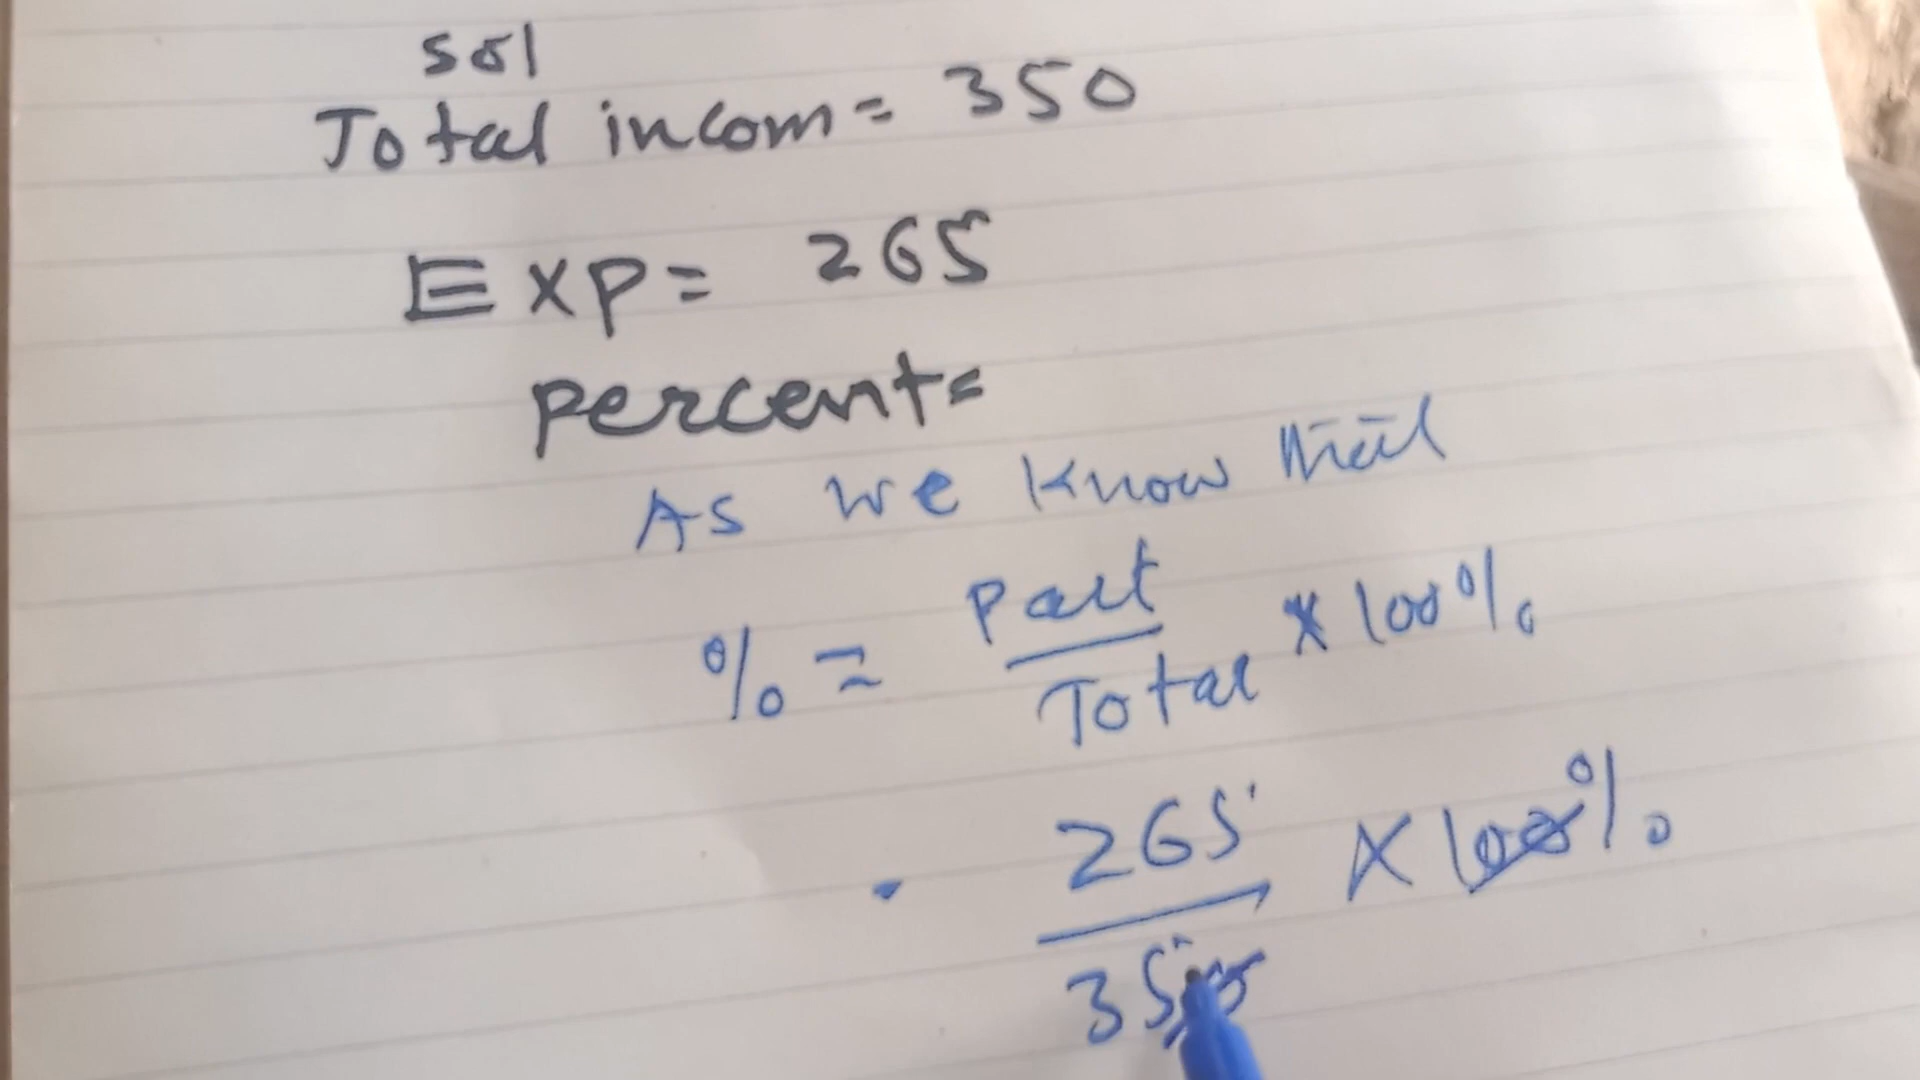 sol
Total incom = 350
Exp = 265
percent =
As we know that
% = Part / Total × 100%
= 265 / 350 × 100%